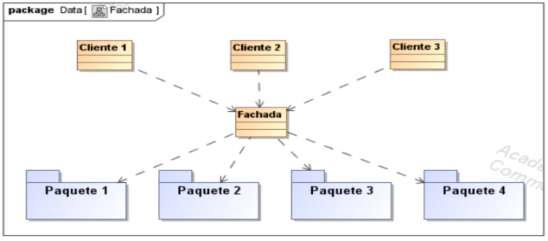 package Data [ Fachada ]
Cliente 1
Cliente 2
Cliente 3
Fachada
Paquete 1
Paquete 2
Paquete 3
Paquete 4